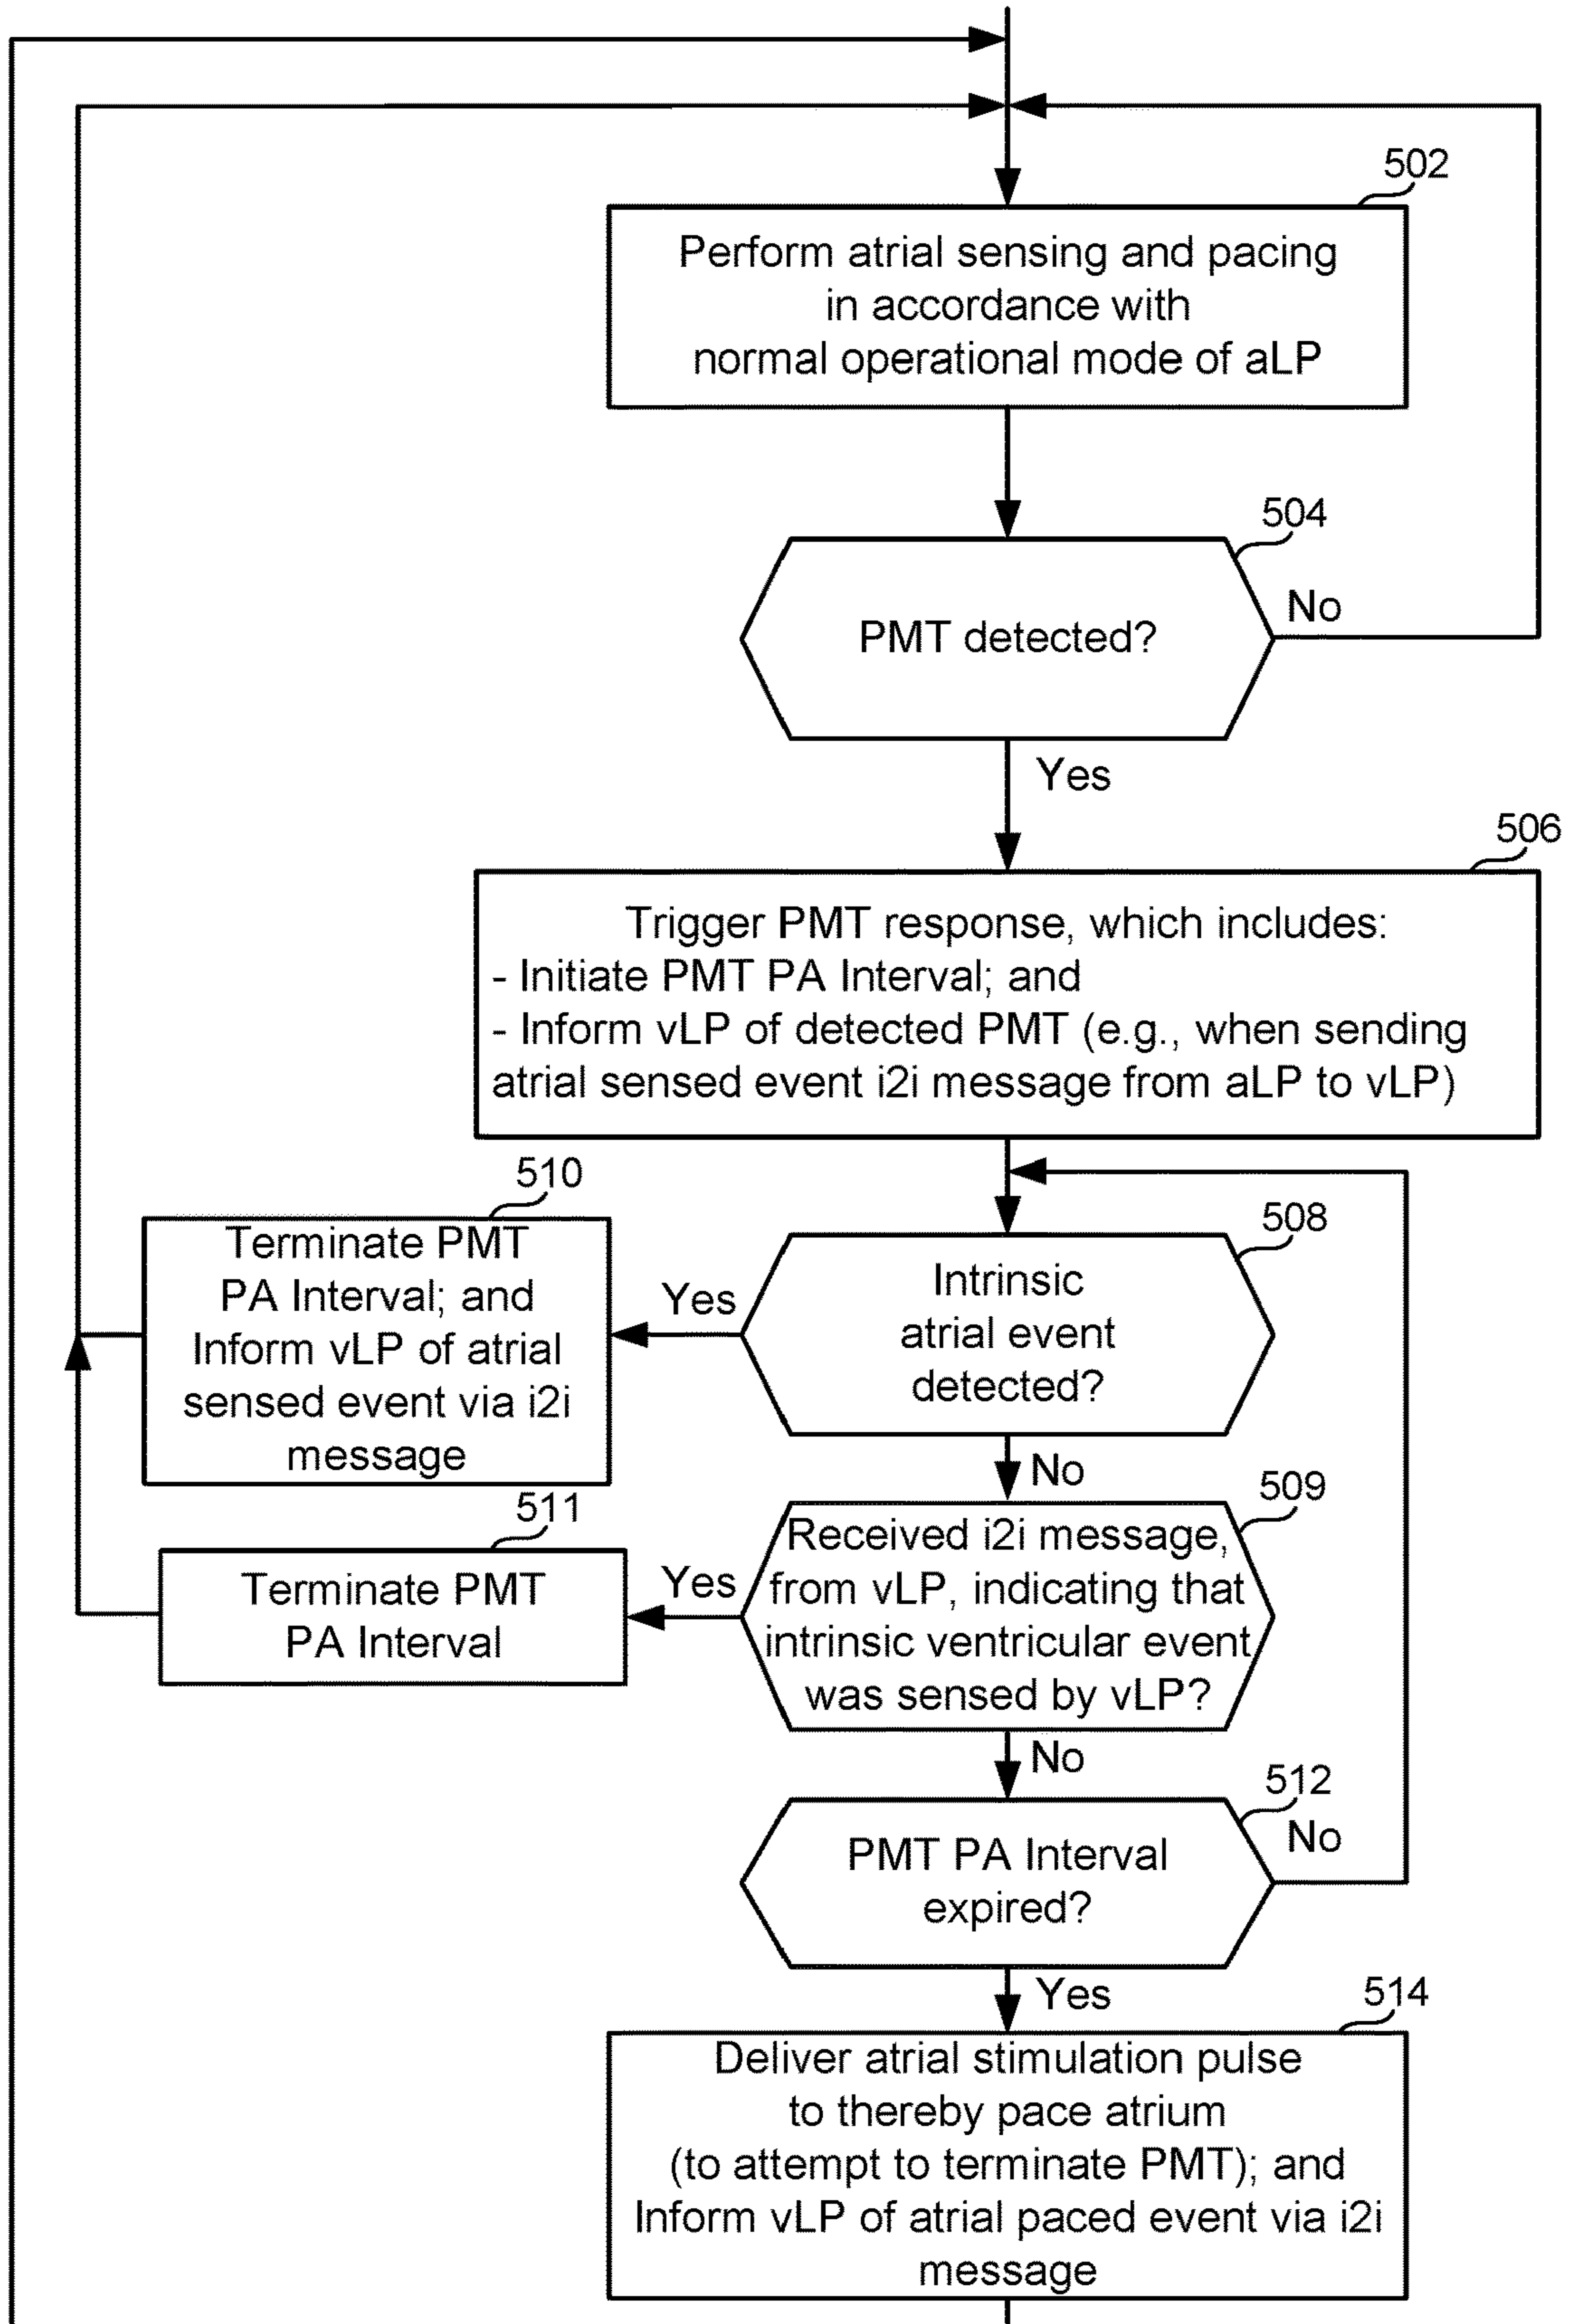 502
Perform atrial sensing and pacing
in accordance with
normal operational mode of aLP
504
PMT detected?
No
Yes
506
Trigger PMT response, which includes:
- Initiate PMT PA Interval; and
- Inform vLP of detected PMT (e.g., when sending
atrial sensed event i2i message from aLP to vLP)
508
Intrinsic
atrial event
detected?
Yes
510
Terminate PMT
PA Interval; and
Inform vLP of atrial
sensed event via i2i
message
No
509
Received i2i message,
from vLP, indicating that
intrinsic ventricular event
was sensed by vLP?
Yes
511
Terminate PMT
PA Interval
No
512
PMT PA Interval
expired?
No
Yes
514
Deliver atrial stimulation pulse
to thereby pace atrium
(to attempt to terminate PMT); and
Inform vLP of atrial paced event via i2i
message